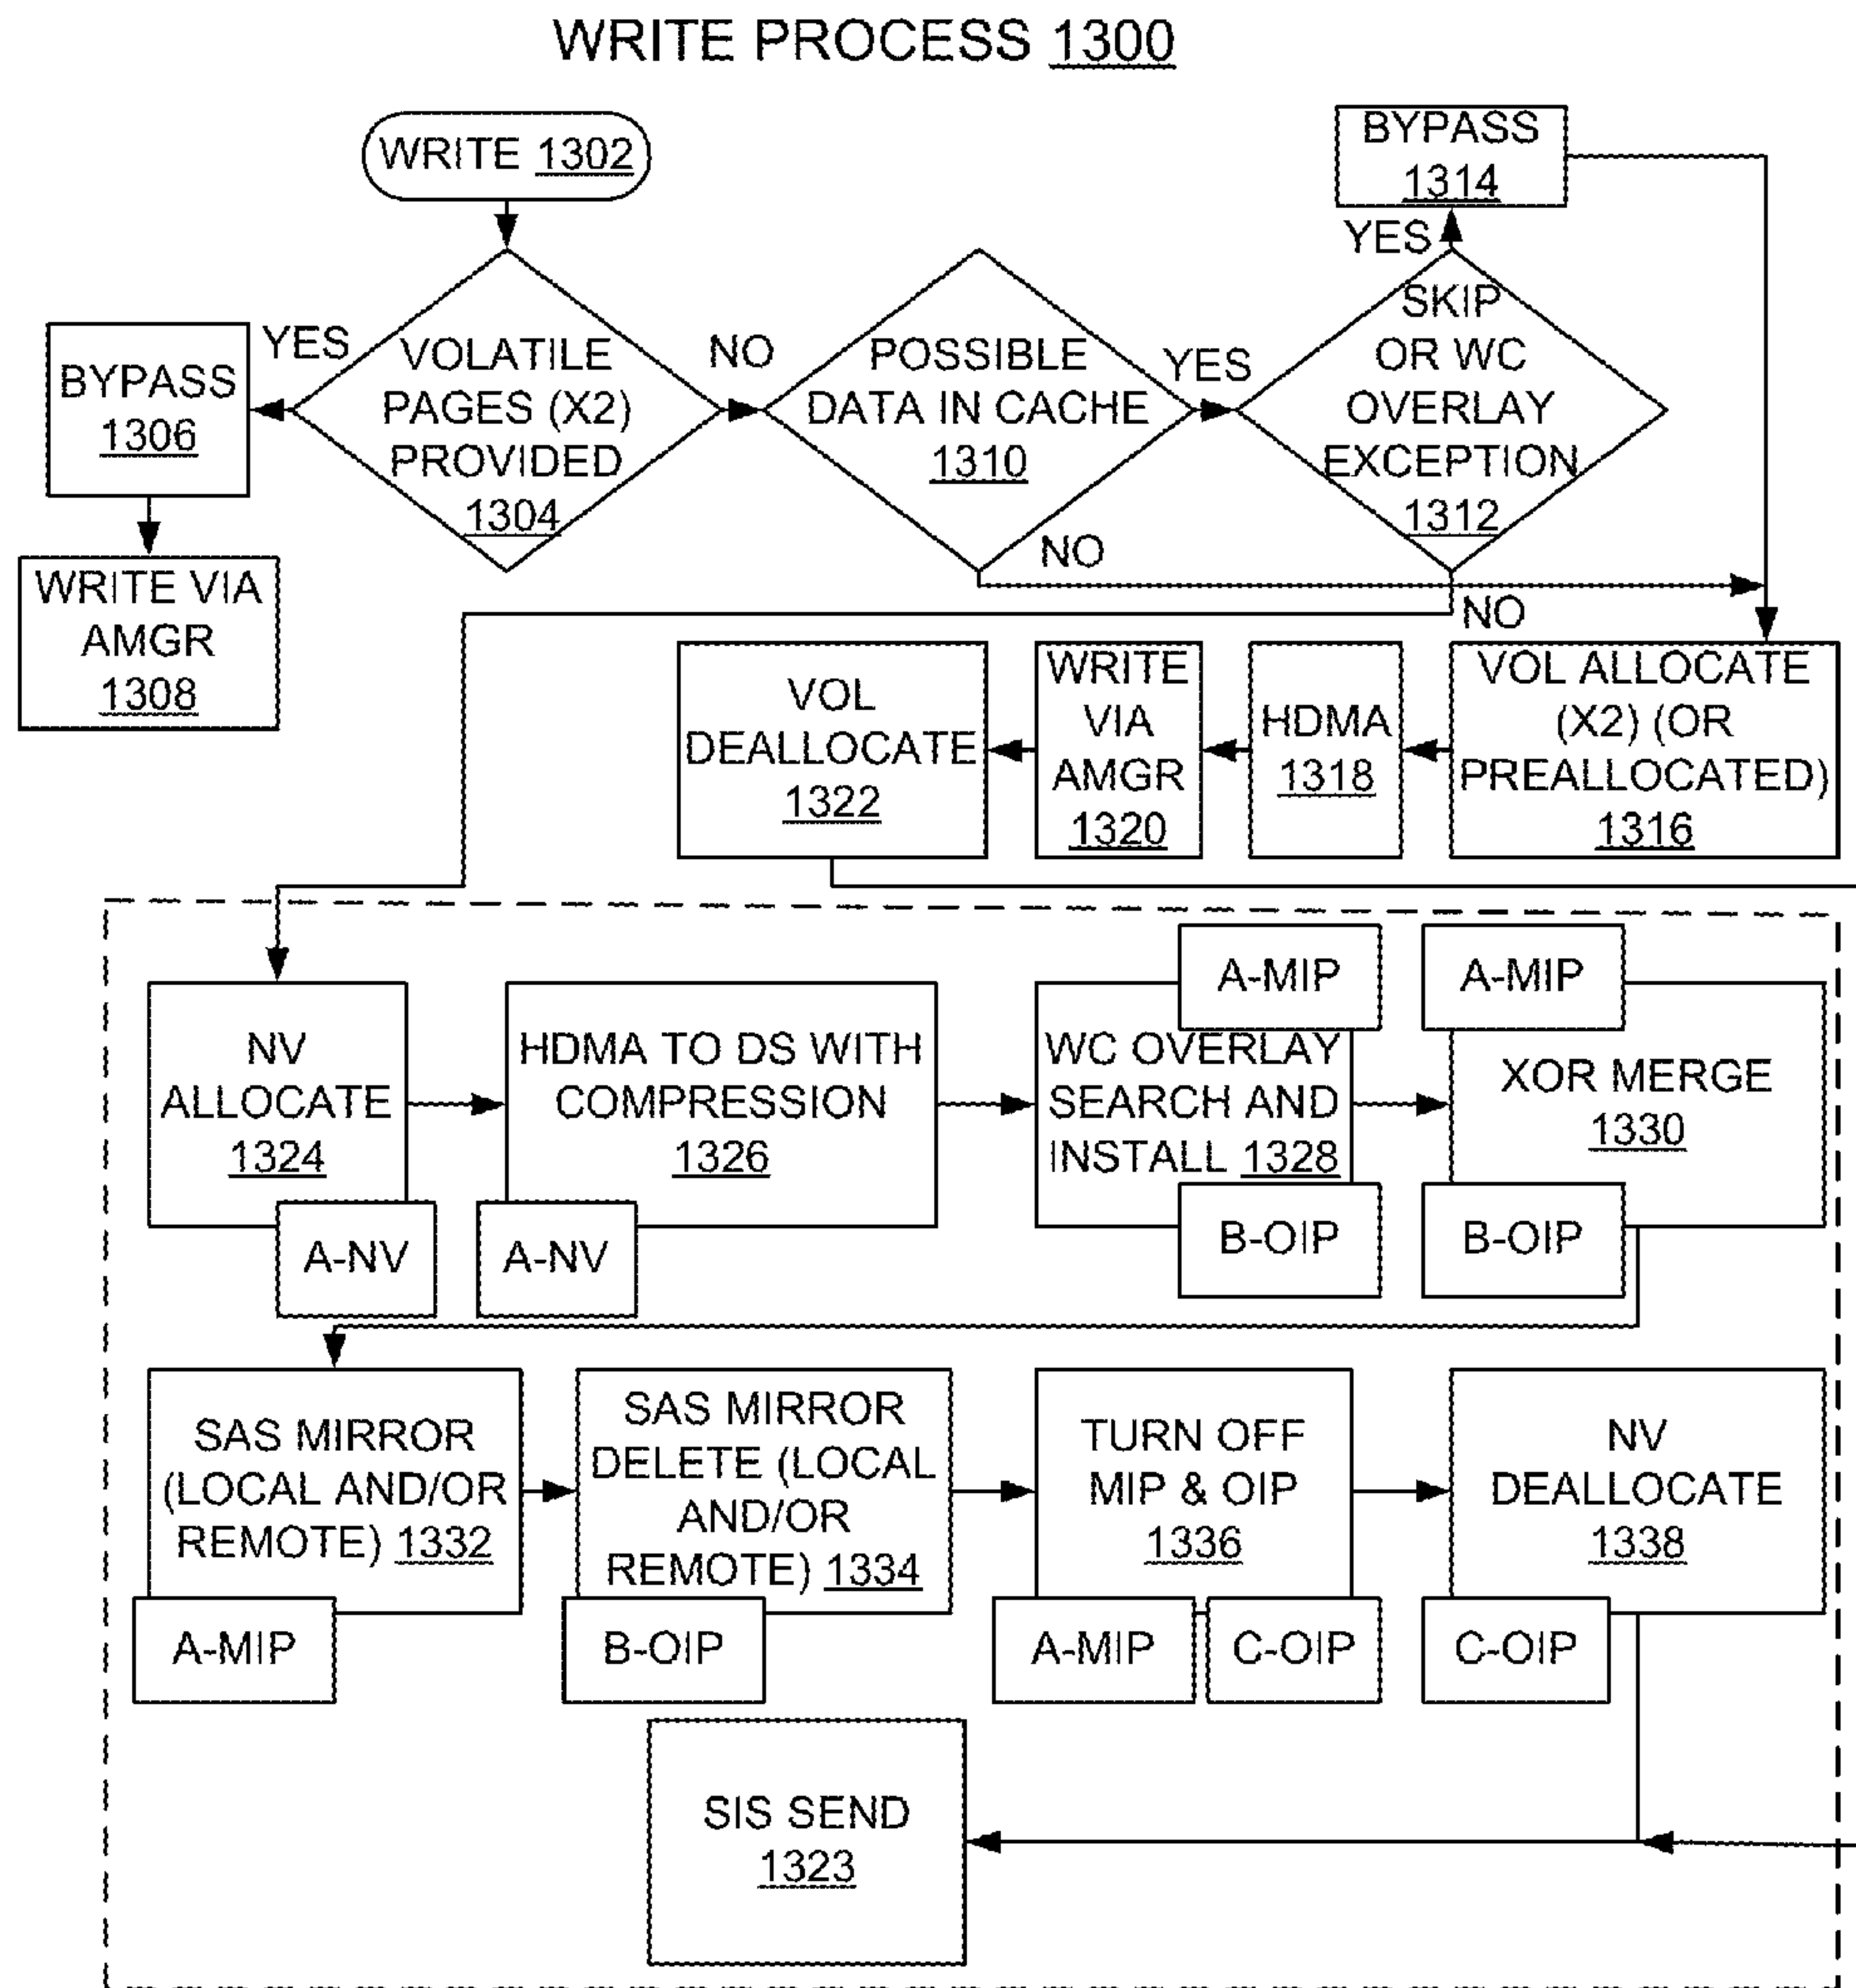 WRITE PROCESS 1300
WRITE 1302
BYPASS
1314
YES
YES
BYPASS
1306
VOLATILE
PAGES (X2)
PROVIDED
1304
NO
POSSIBLE
DATA IN CACHE
1310
YES
SKIP
OR WC
OVERLAY
EXCEPTION
1312
NO
NO
WRITE VIA
AMGR
1308
VOL
DEALLOCATE
1322
WRITE
VIA
AMGR
1320
HDMA
1318
VOL ALLOCATE
(X2) (OR
PREALLOCATED)
1316
NV
ALLOCATE
1324
A-NV
HDMA TO DS WITH
COMPRESSION
1326
A-NV
A-MIP
WC OVERLAY
SEARCH AND
INSTALL 1328
B-OIP
A-MIP
XOR MERGE
1330
B-OIP
SAS MIRROR
(LOCAL AND/OR
REMOTE) 1332
A-MIP
SAS MIRROR
DELETE (LOCAL
AND/OR
REMOTE) 1334
B-OIP
TURN OFF
MIP & OIP
1336
A-MIP
C-OIP
NV
DEALLOCATE
1338
C-OIP
SIS SEND
1323